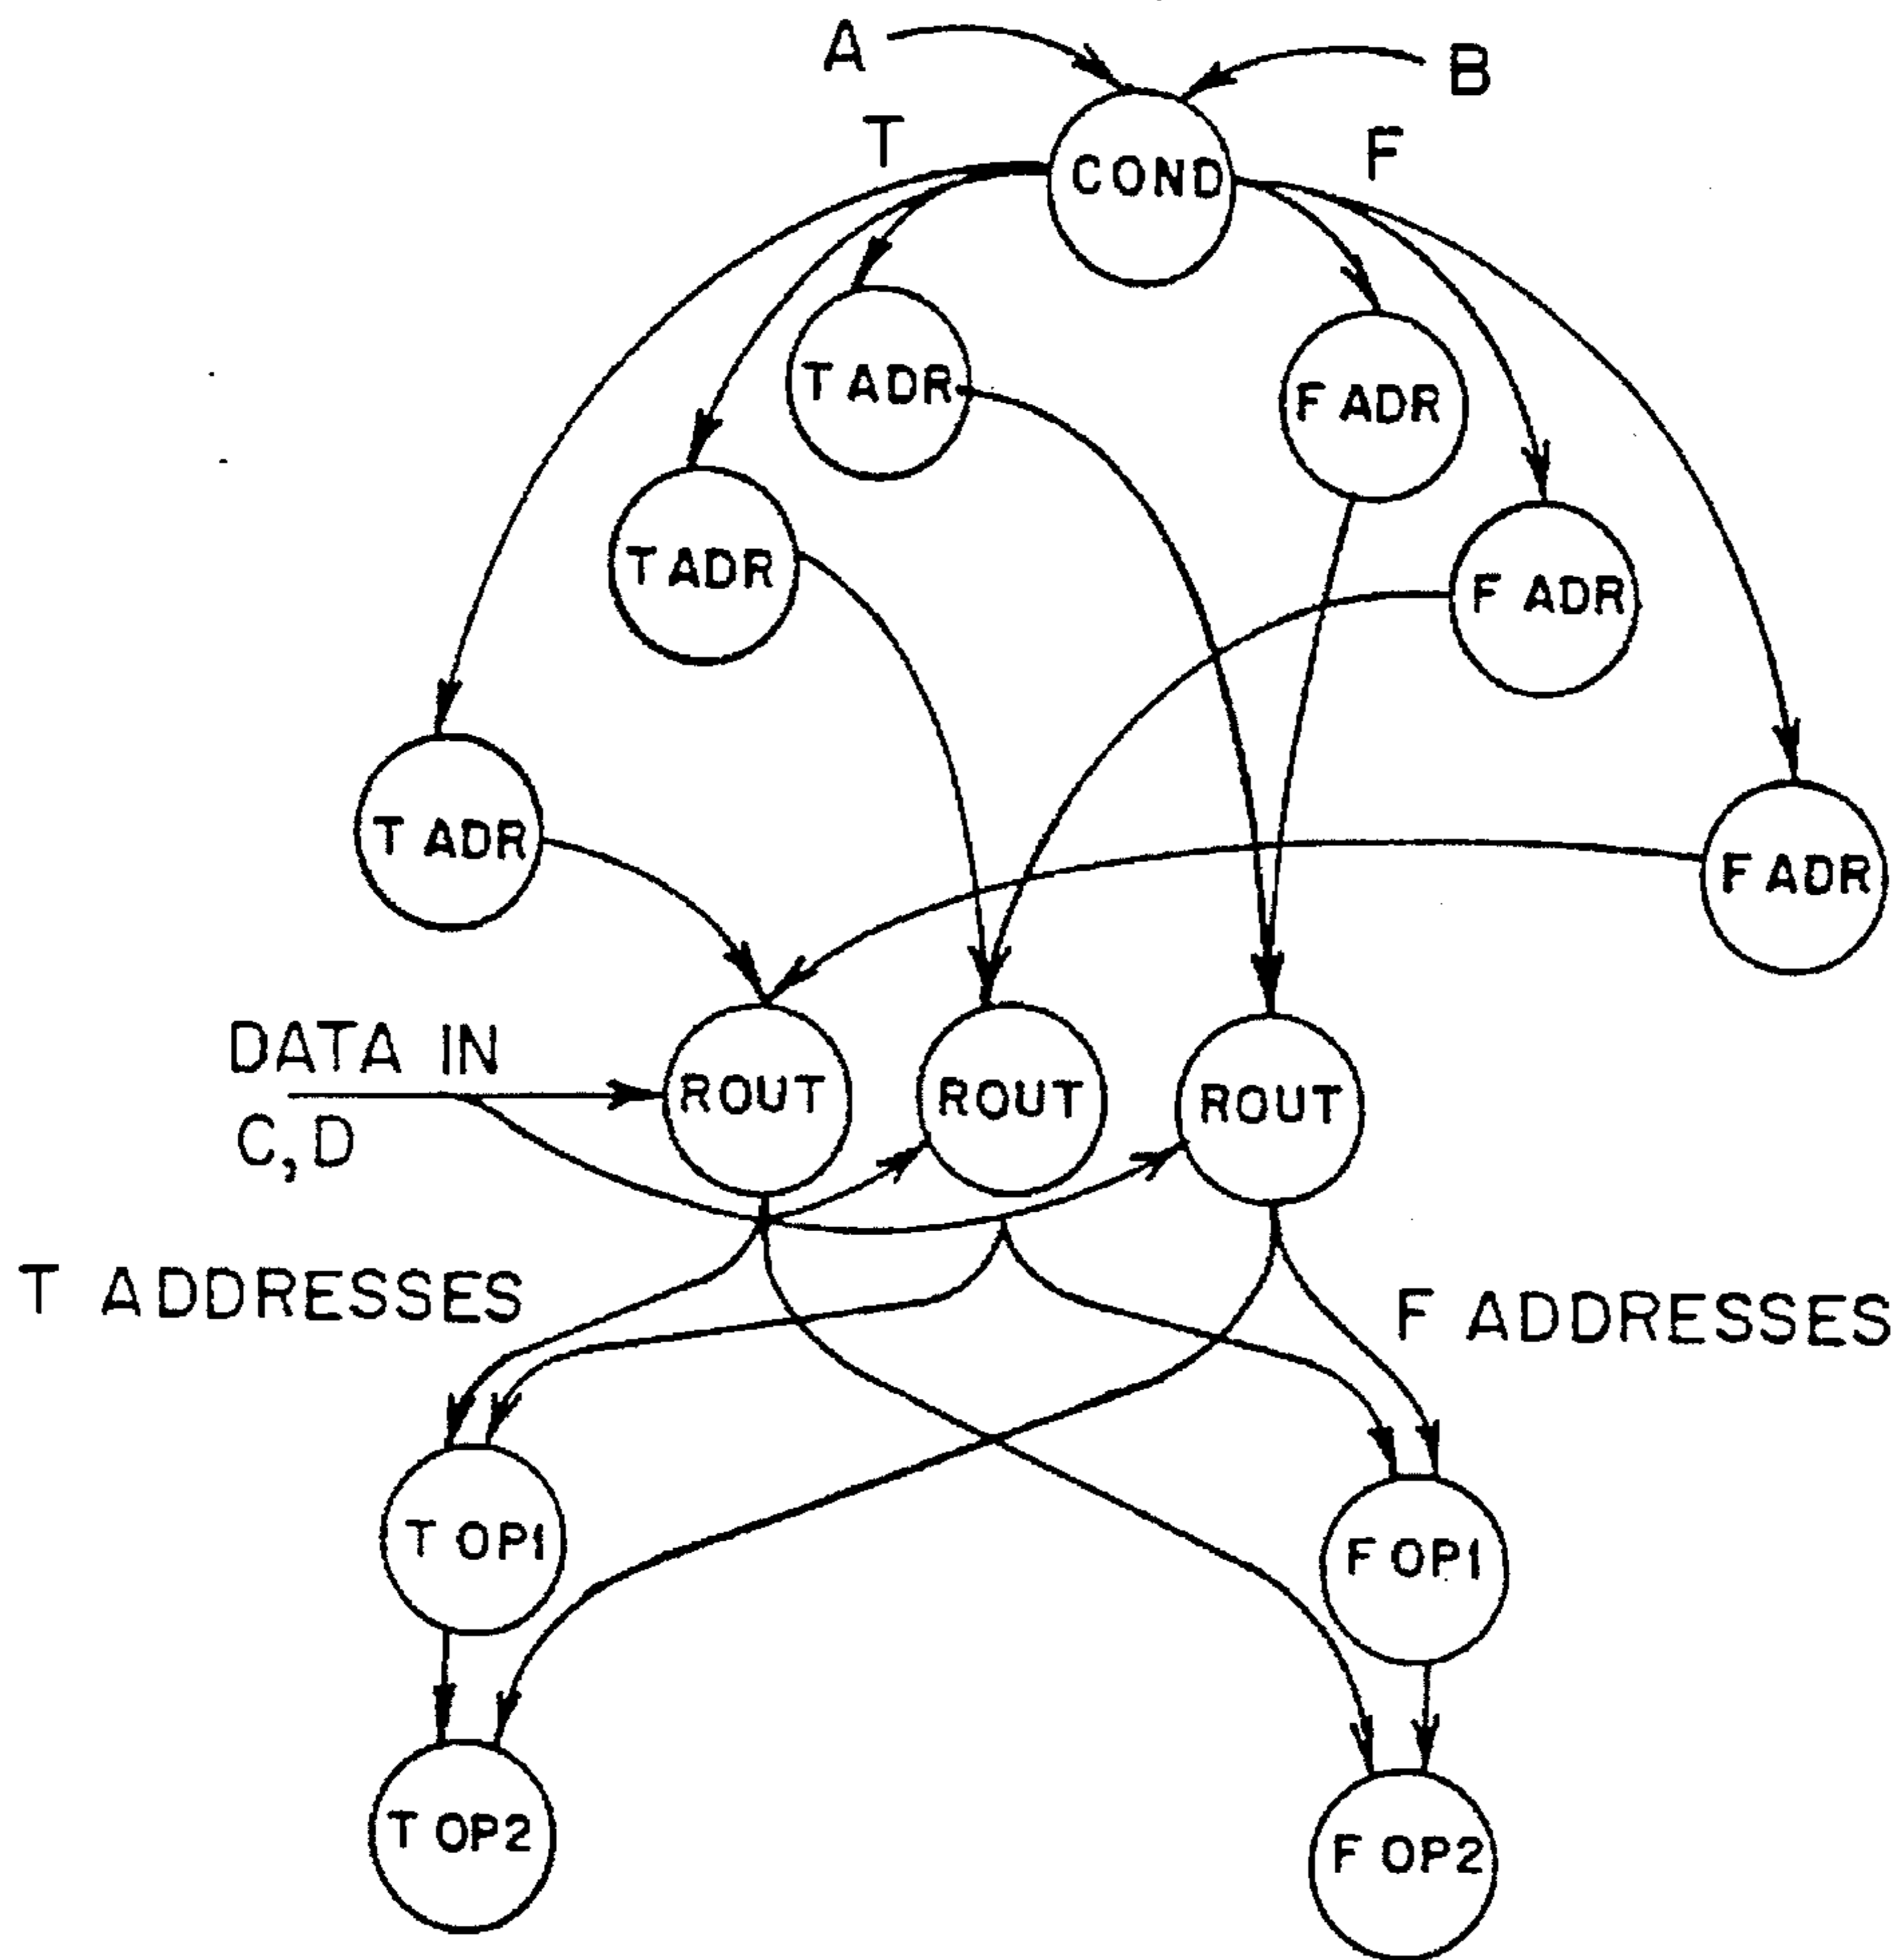 A
B
T
F
COND
T ADR
F ADR
T ADR
F ADR
T ADR
F ADR
DATA IN
C, D
ROUT
ROUT
ROUT
T ADDRESSES
F ADDRESSES
T OP1
F OP1
T OP2
F OP2